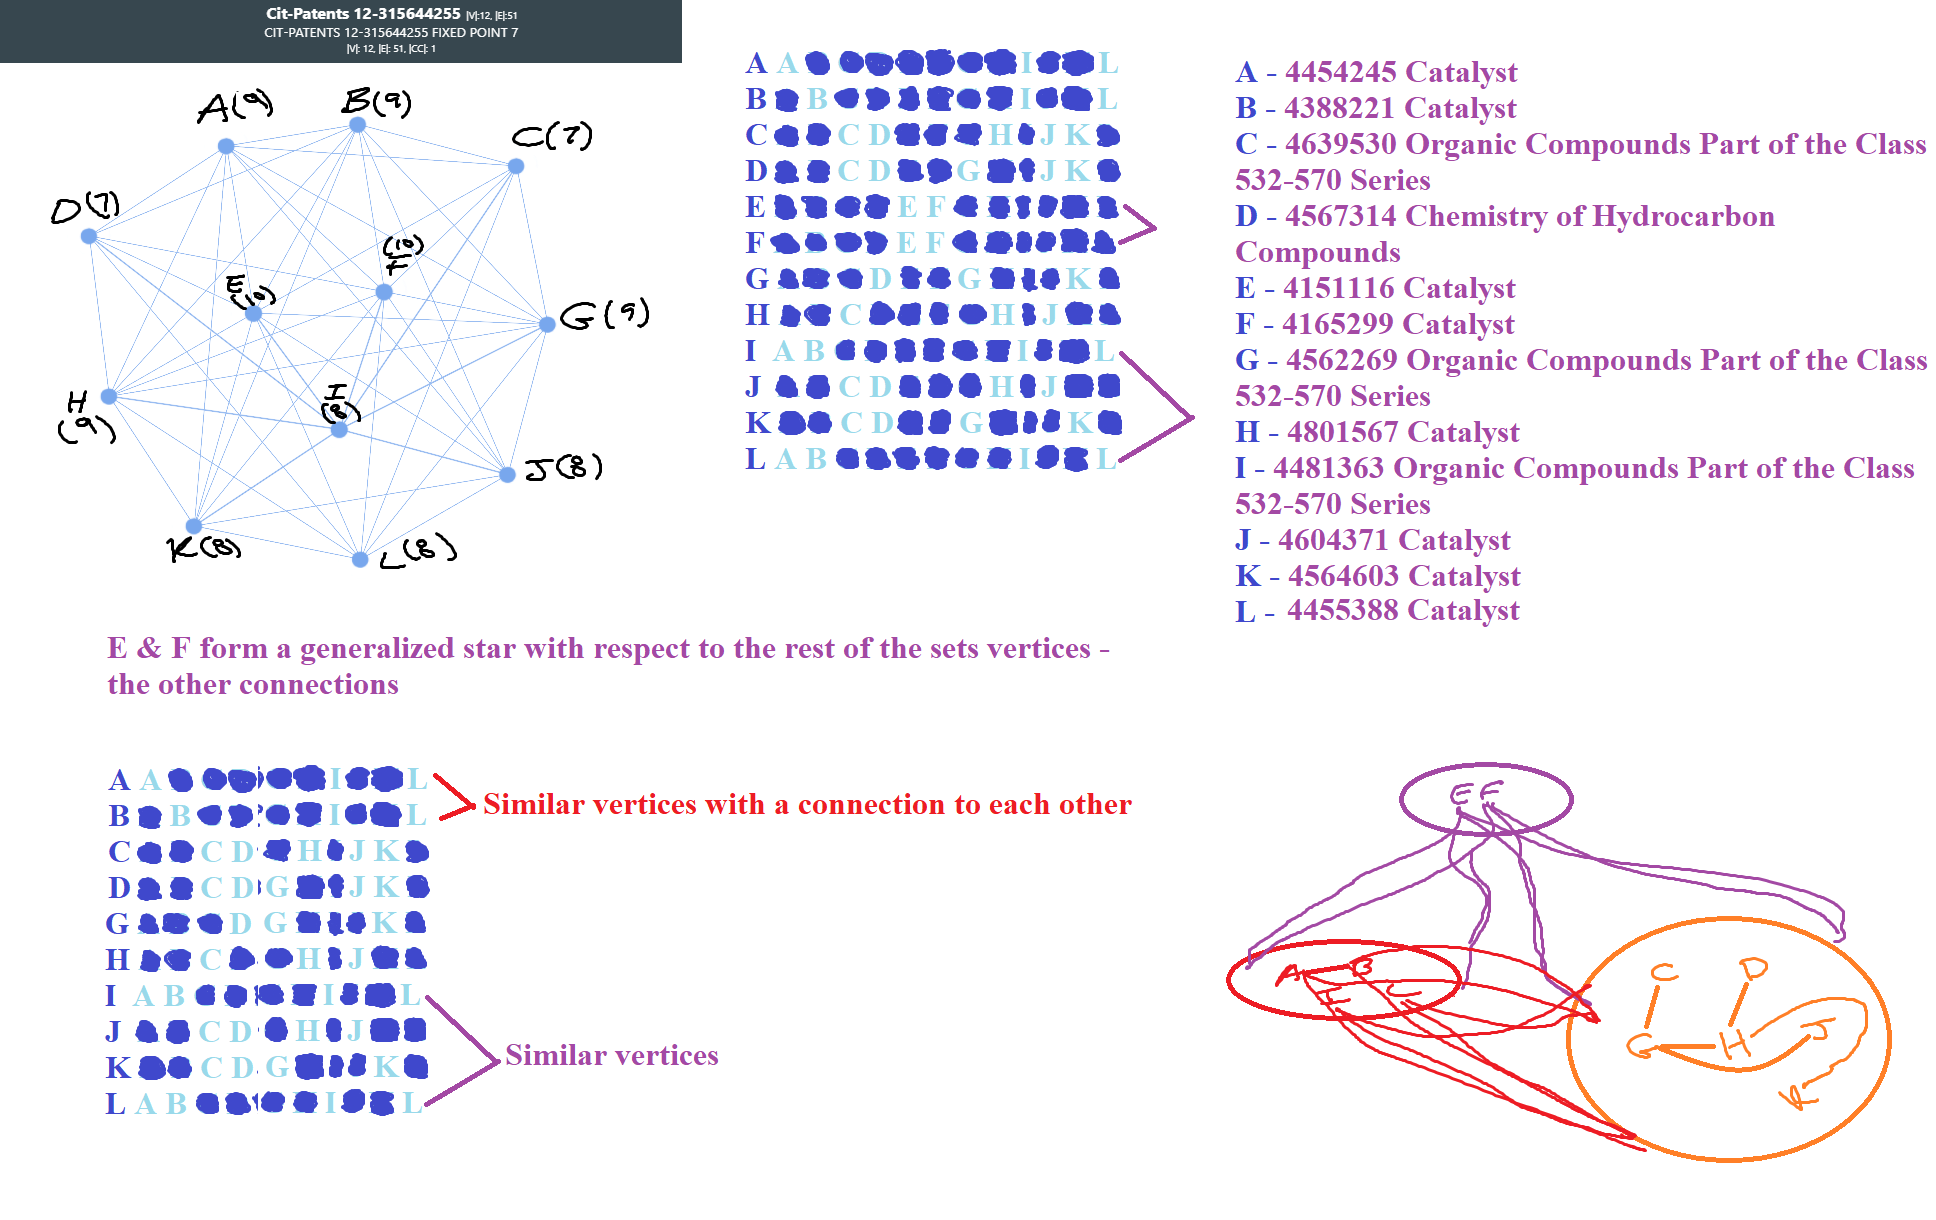 Cit-Patents 12-315644255 |V|:12, |E|:51
CIT-PATENTS 12-315644255 FIXED POINT 7
|V|: 12, |E|: 51, |CC|: 1
A(9)
B(9)
C(7)
D(7)
(10)
F
E
(10)
G(9)
H
(9)
I
(8)
J(8)
K(8)
L(8)
A A I L
B B I L
C C D H J K
D C D G J K
E E F
F E F
G D G K
H C H J
I A B I L
J C D H J
K C D G K
L A B I L
A - 4454245 Catalyst
B - 4388221 Catalyst
C - 4639530 Organic Compounds Part of the Class
532-570 Series
D - 4567314 Chemistry of Hydrocarbon
Compounds
E - 4151116 Catalyst
F - 4165299 Catalyst
G - 4562269 Organic Compounds Part of the Class
532-570 Series
H - 4801567 Catalyst
I - 4481363 Organic Compounds Part of the Class
532-570 Series
J - 4604371 Catalyst
K - 4564603 Catalyst
L - 4455388 Catalyst
E & F form a generalized star with respect to the rest of the sets vertices -
the other connections
A A I L
B B I L
C C D H J K
D C D G J K
G D G K
H C H J
I A B I L
J C D H J
K C D G K
L A B I L
Similar vertices with a connection to each other
Similar vertices
E F
A B
I L
C D
G H J
K